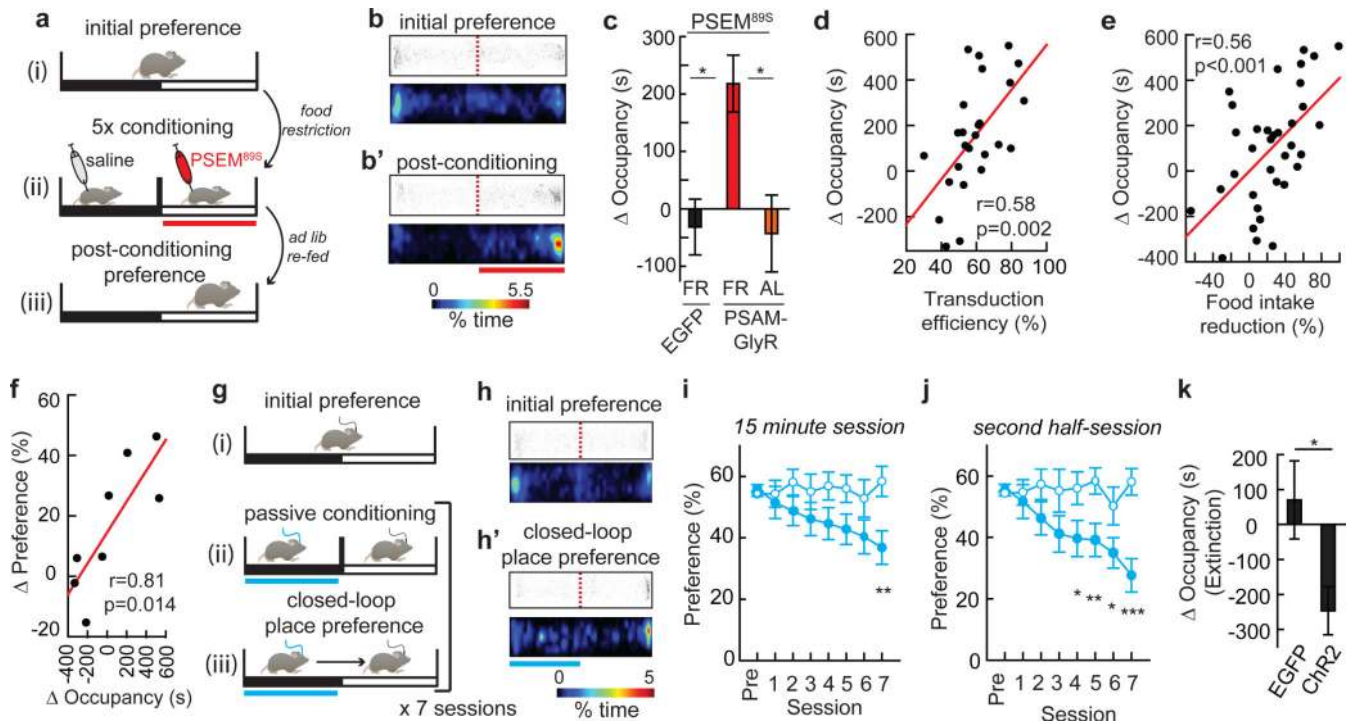 a
initial preference
(i)
food
restriction
5x conditioning
saline
PSEM89S
(ii)
ad lib
re-fed
post-conditioning
preference
(iii)
b
initial preference
b'
post-conditioning
0 5.5
% time
c
PSEM89S
* *
300
200
100
0
-100
Δ Occupancy (s)
FR FR AL
EGFP
PSAM-
GlyR
d
600
400
200
0
-200
Δ Occupancy (s)
r=0.58
p=0.002
20 40 60 80 100
Transduction
efficiency (%)
e
r=0.56
p<0.001
600
400
200
0
-200
-400
Δ Occupancy (s)
-40 0 40 80
Food intake
reduction (%)
f
60
40
20
0
-20
Δ Preference (%)
r=0.81
p=0.014
400
-200
0
200
400
600
Δ Occupancy (s)
g
initial preference
(i)
passive conditioning
(ii)
closed-loop
place preference
(iii)
x 7 sessions
h
initial preference
h'
closed-loop
place preference
0 5
% time
i
15 minute session
60
40
20
0
Preference (%)
**
Pre 1 2 3 4 5 6 7
Session
j
second half-session
60
40
20
0
Preference (%)
* ** * ***
Pre 1 2 3 4 5 6 7
Session
k
*
200
100
0
-100
-200
-300
Δ Occupancy (s)
(Extinction)
EGFP
ChR2